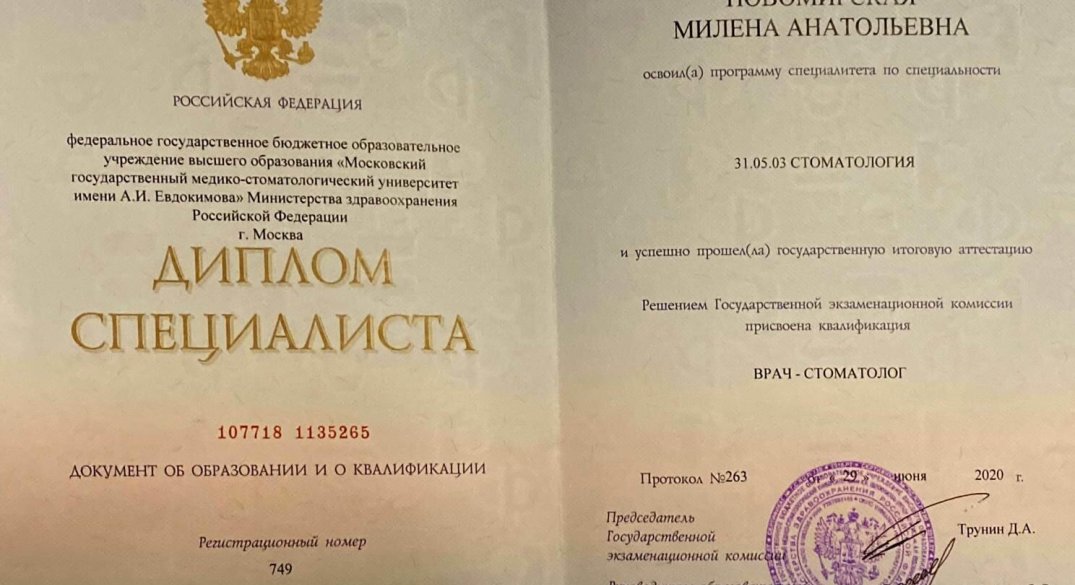 РОССИЙСКАЯ ФЕДЕРАЦИЯ
федеральное государственное бюджетное образовательное
учреждение высшего образования «Московский
государственный медико-стоматологический университет
имени А.И. Евдокимова» Министерства здравоохранения
Российской Федерации
г. Москва
ДИПЛОМ
СПЕЦИАЛИСТА
107718 1135265
ДОКУМЕНТ ОБ ОБРАЗОВАНИИ И О КВАЛИФИКАЦИИ
Регистрационный номер
749
МИЛЕНА АНАТОЛЬЕВНА
освоил(а) программу специалитета по специальности
31.05.03 СТОМАТОЛОГИЯ
и успешно прошел(ла) государственную итоговую аттестацию
Решением Государственной экзаменационной комиссии
присвоена квалификация
ВРАЧ - СТОМАТОЛОГ
Протокол №263 от « 29 » июня 2020 г.
Председатель
Государственной
экзаменационной комиссии
Трунин Д.А.